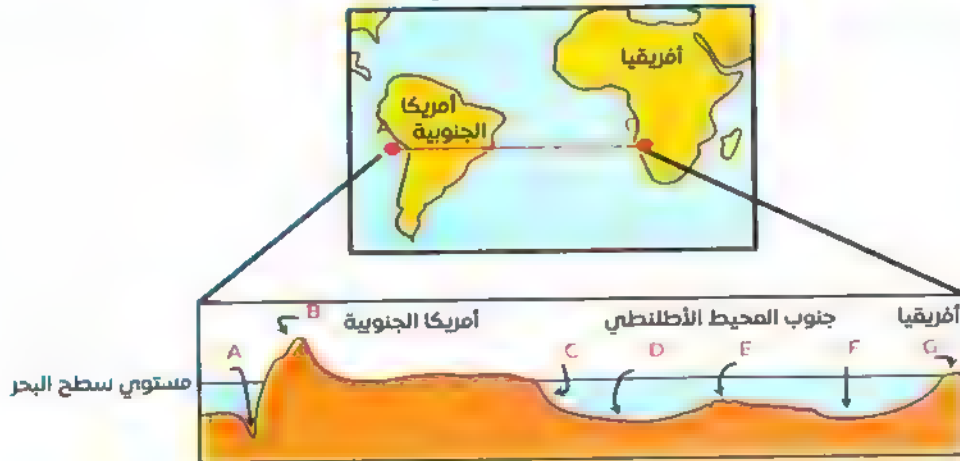 أفريقيا
أمريكا
الجنوبية
A
B
أمريكا الجنوبية
جنوب المحيط الأطلنطي
أفريقيا
A
C
D
E
F
G
مستوي سطح البحر